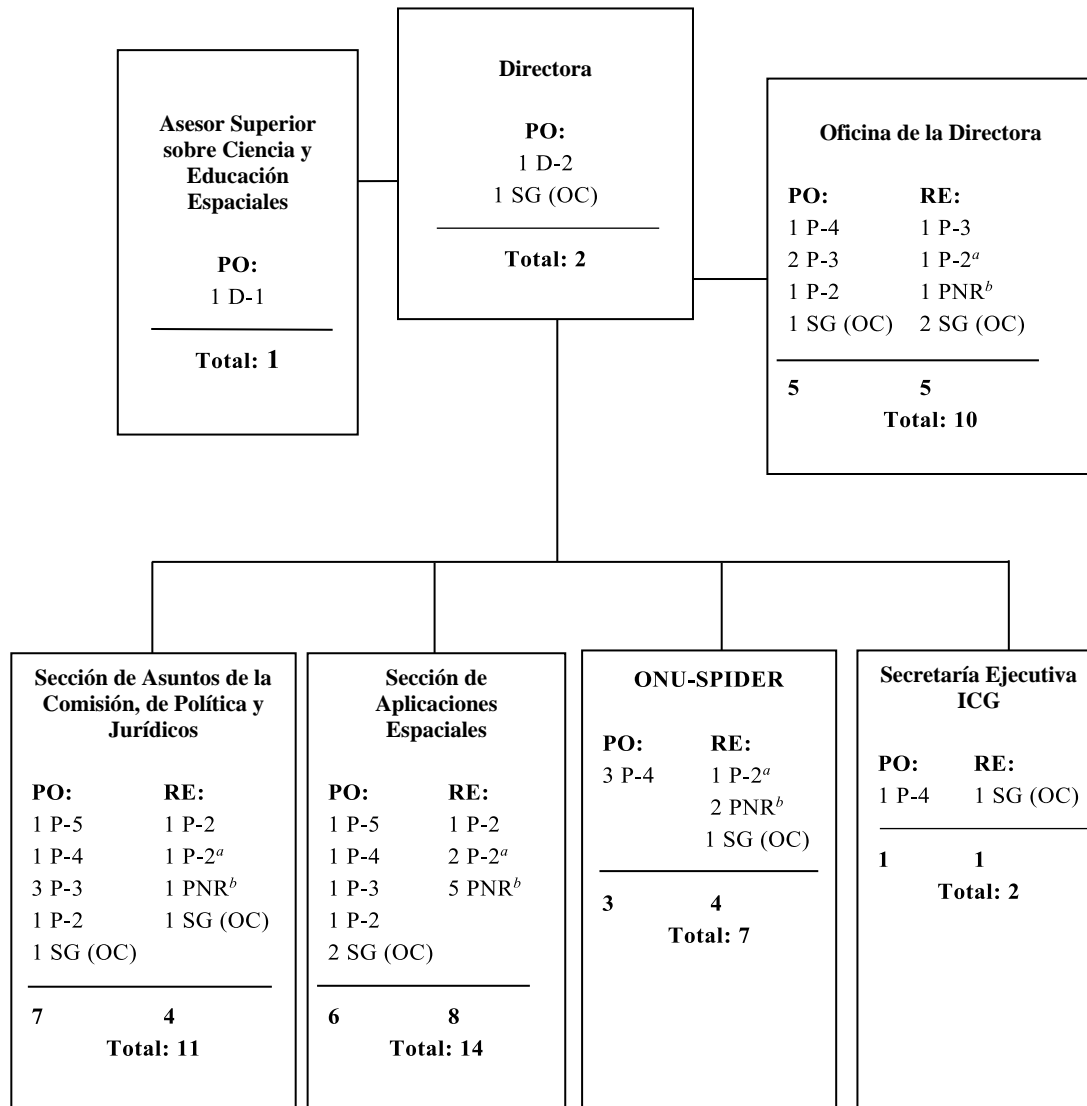 Asesor Superior
sobre Ciencia y
Educación
Espaciales
PO:
1 D-1
Total: 1
Directora
PO:
1 D-2
1 SG (OC)
Total: 2
Oficina de la Directora
PO: RE:
1 P-4 1 P-3
2 P-3 1 P-2ᵃ
1 P-2 1 PNRᵇ
1 SG (OC) 2 SG (OC)
5 5
Total: 10
Sección de Asuntos de la
Comisión, de Política y
Jurídicos
PO: RE:
1 P-5 1 P-2
1 P-4 1 P-2ᵃ
3 P-3 1 PNRᵇ
1 P-2 1 SG (OC)
1 SG (OC)
7 4
Total: 11
Sección de
Aplicaciones
Espaciales
PO: RE:
1 P-5 1 P-2
1 P-4 2 P-2ᵃ
1 P-3 5 PNRᵇ
1 P-2
2 SG (OC)
6 8
Total: 14
ONU-SPIDER
PO: RE:
3 P-4 1 P-2ᵃ
2 PNRᵇ
1 SG (OC)
3 4
Total: 7
Secretaría Ejecutiva
ICG
PO: RE:
1 P-4 1 SG (OC)
1 1
Total: 2